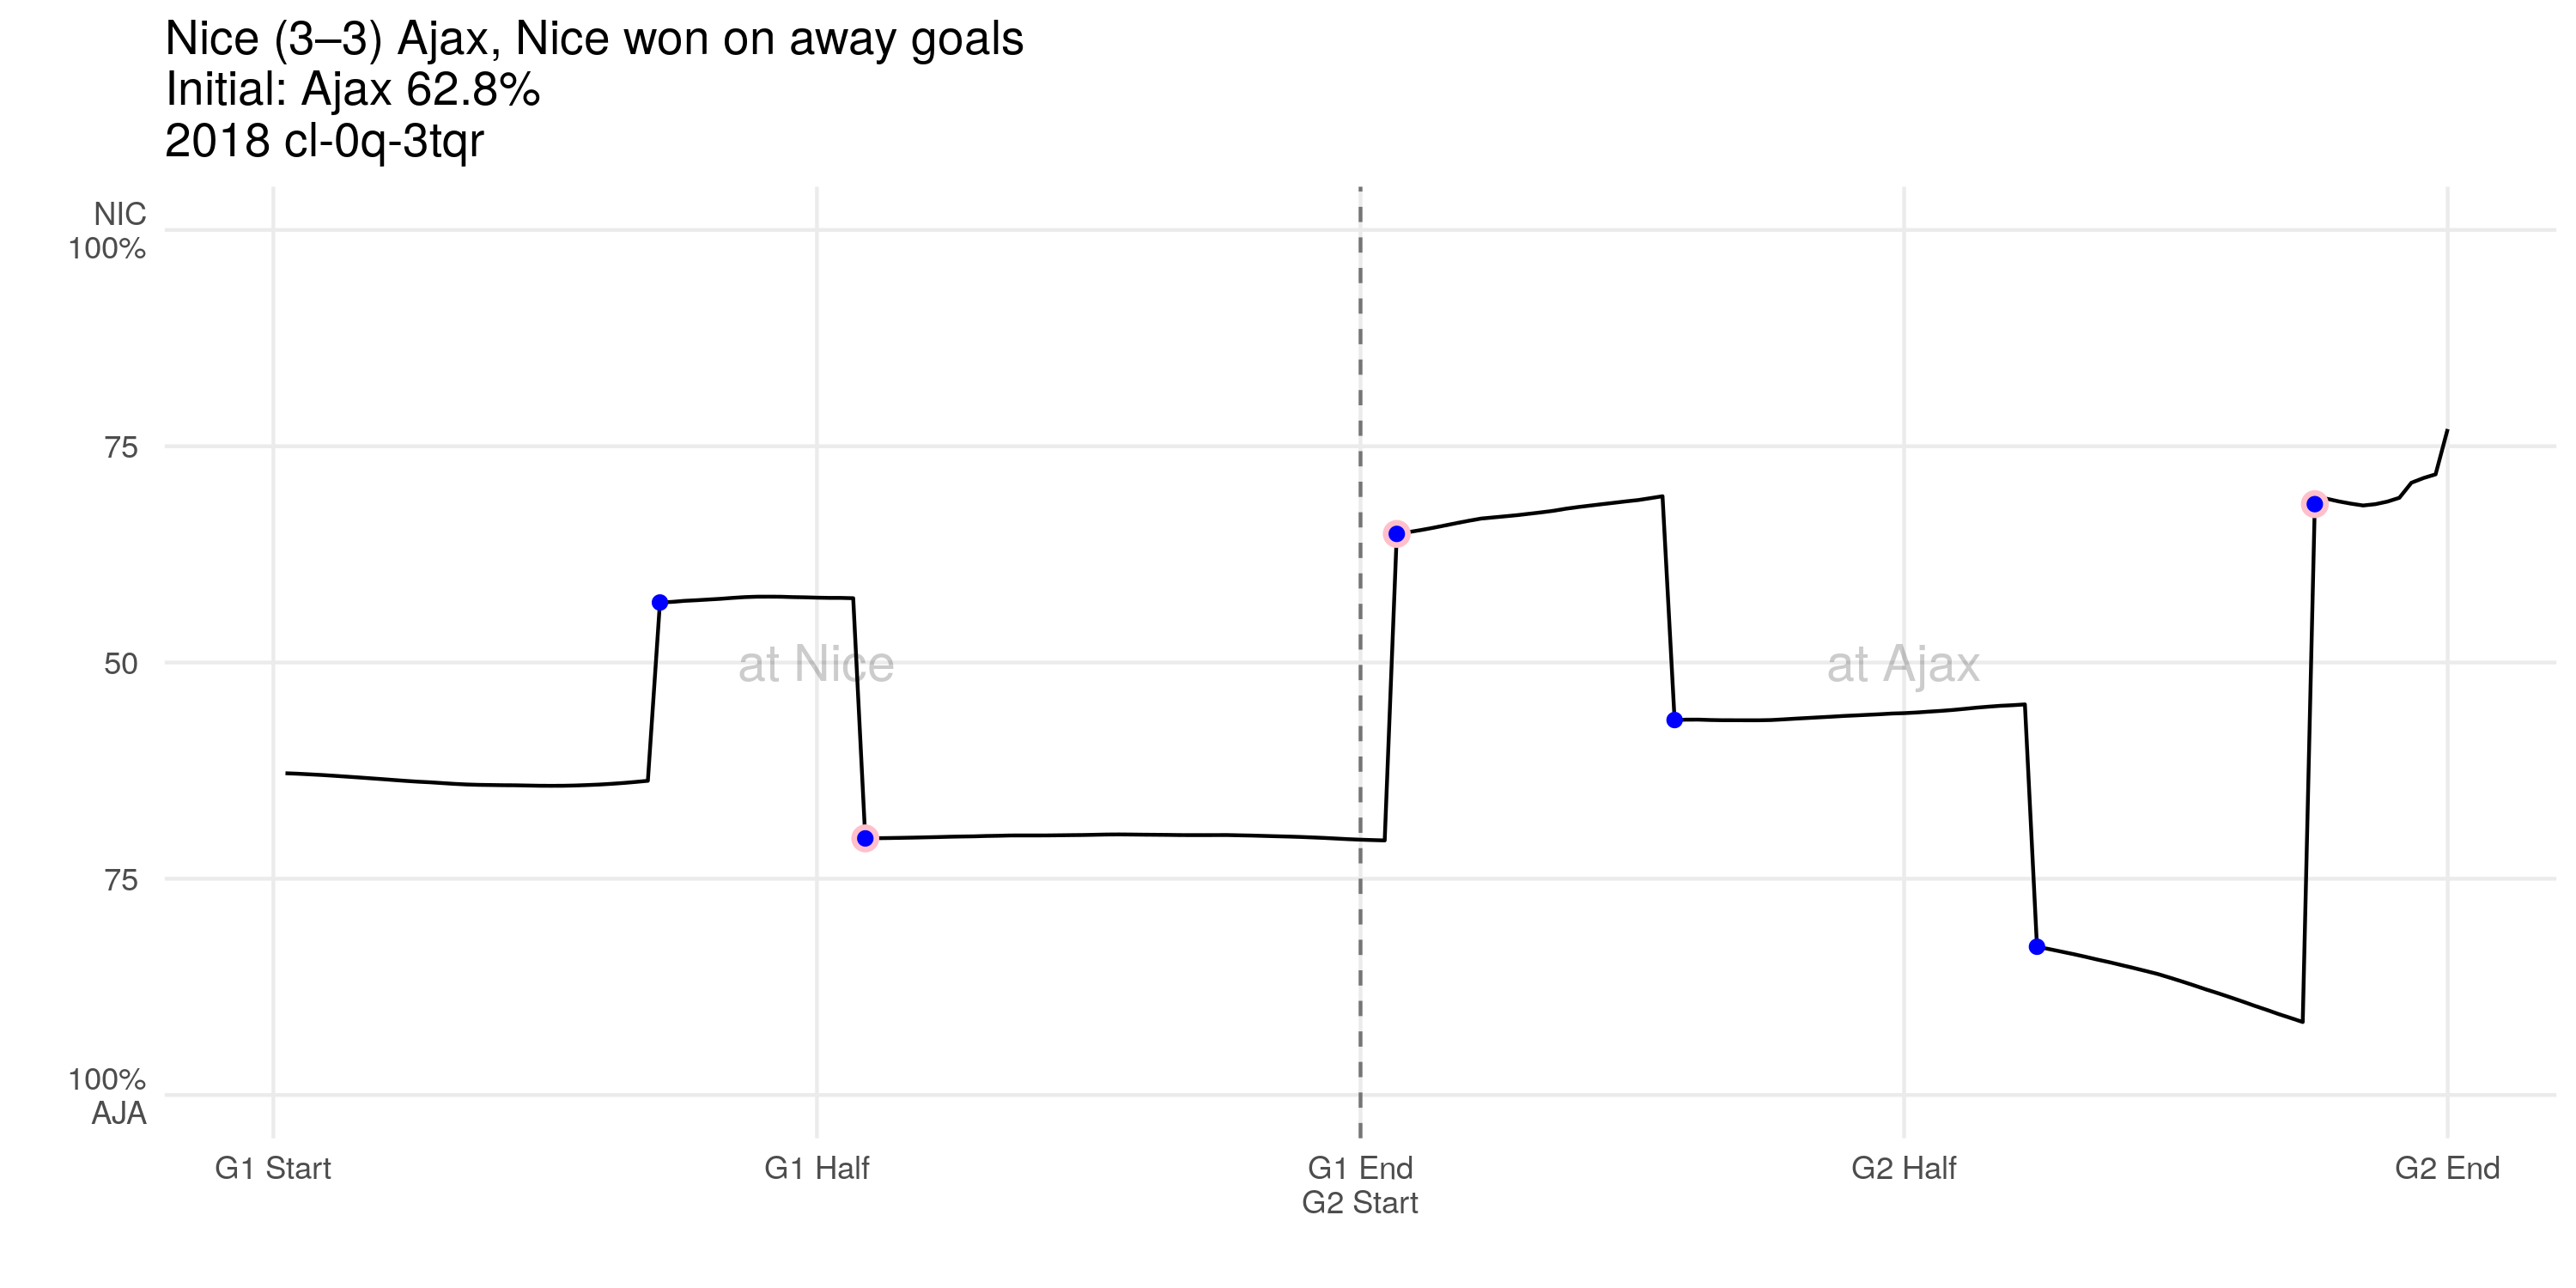 Nice (3–3) Ajax, Nice won on away goals
Initial: Ajax 62.8%
2018 cl-0q-3tqr
NIC
100%
75
50
75
100%
AJA
at Nice
at Ajax
G1 Start
G1 Half
G1 End
G2 Start
G2 Half
G2 End